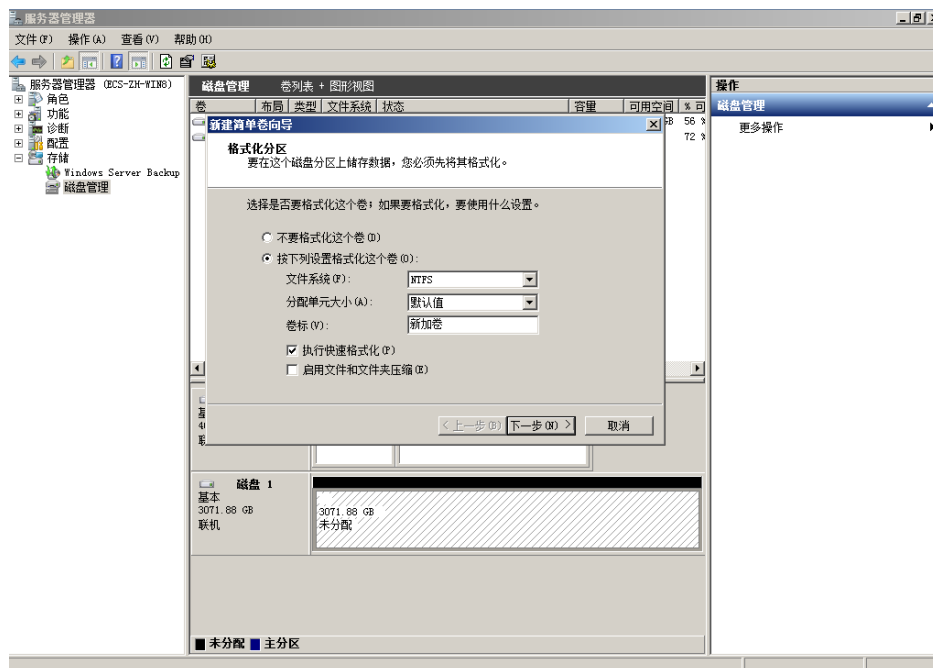 服务器管理器
文件(F) 操作(A) 查看(V) 帮助(H)
服务器管理器 (ECS-ZH-WIN8)
角色
功能
诊断
配置
存储
Windows Server Backup
磁盘管理
磁盘管理 卷列表 + 图形视图
卷 布局 类型 文件系统 状态 容量 可用空间 % 可
56 %
72 %
新建简单卷向导
格式化分区
要在这个磁盘分区上储存数据，您必须先将其格式化。
选择是否要格式化这个卷；如果要格式化，要使用什么设置。
不要格式化这个卷(D)
按下列设置格式化这个卷(O):
文件系统(F): NTFS
分配单元大小(A): 默认值
卷标(V): 新加卷
执行快速格式化(P)
启用文件和文件夹压缩(E)
<上一步(B) 下一步(N) > 取消
磁盘 1
基本
3071.88 GB
联机
3071.88 GB
未分配
未分配 主分区
操作
磁盘管理
更多操作